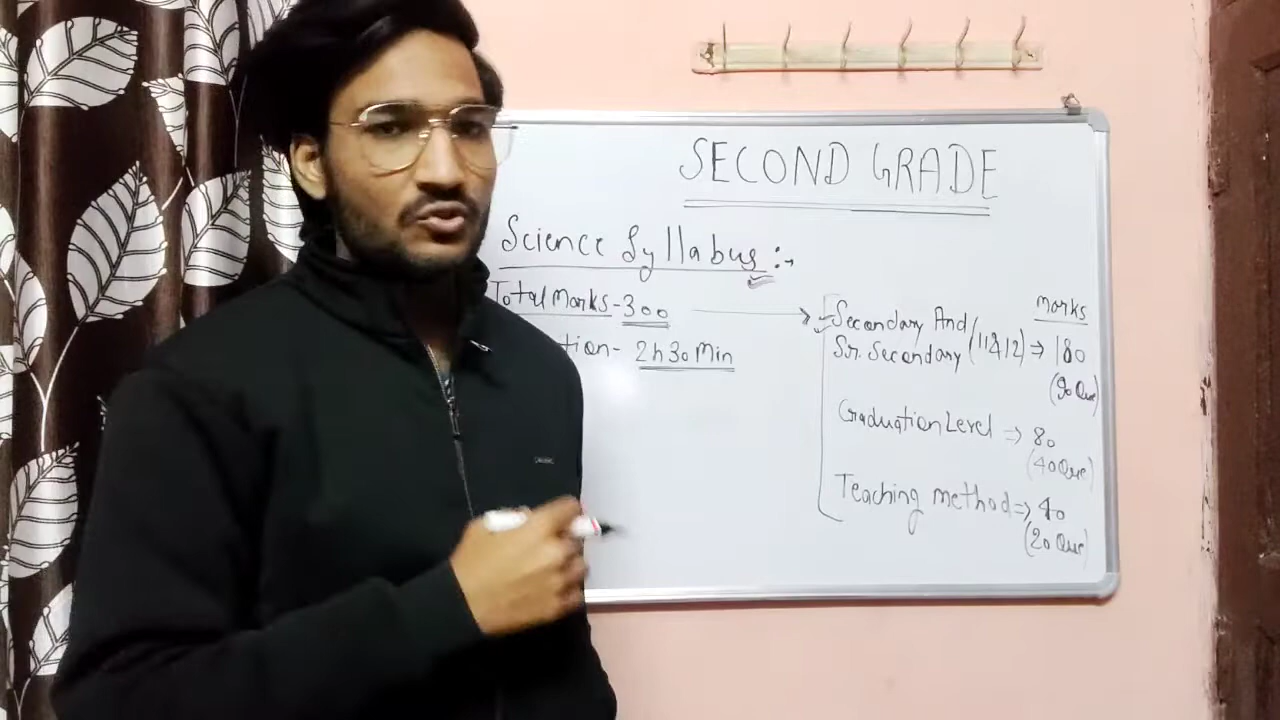 SECOND GRADE
Science Syllabus :→
Total Marks - 300
tion - 2h 30 Min
Marks
Secondary And
Sr. Secondary (11&12) ⇒ 180
(90 Que)
Graduation Level ⇒ 80
(40 Que)
Teaching method ⇒ 40
(20 Que)